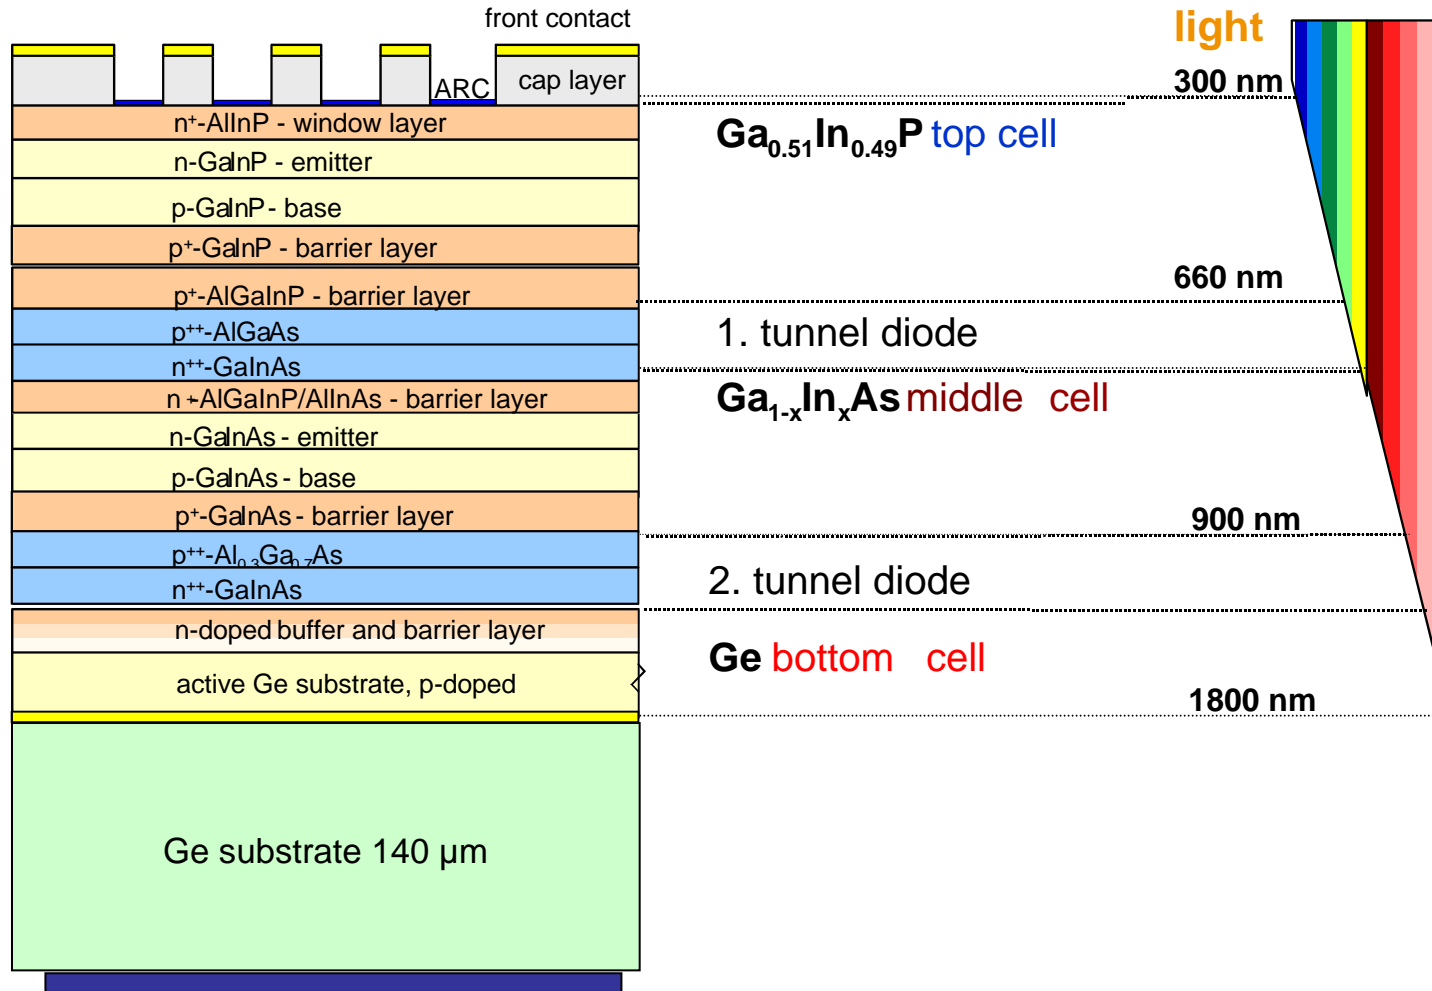 front contact
light
ARC
cap layer
300 nm
n+-AlInP - window layer
Ga0.51In0.49P top cell
n-GaInP - emitter
p-GaInP - base
p+-GaInP - barrier layer
660 nm
p+-AlGaInP - barrier layer
p++-AlGaAs
1. tunnel diode
n++-GaInAs
n+-AlGaInP/AlInAs - barrier layer
Ga1-xInxAs middle cell
n-GaInAs - emitter
p-GaInAs - base
p+-GaInAs - barrier layer
900 nm
p++-Al0.3Ga0.7As
n++-GaInAs
2. tunnel diode
n-doped buffer and barrier layer
Ge bottom cell
active Ge substrate, p-doped
1800 nm
Ge substrate 140 µm